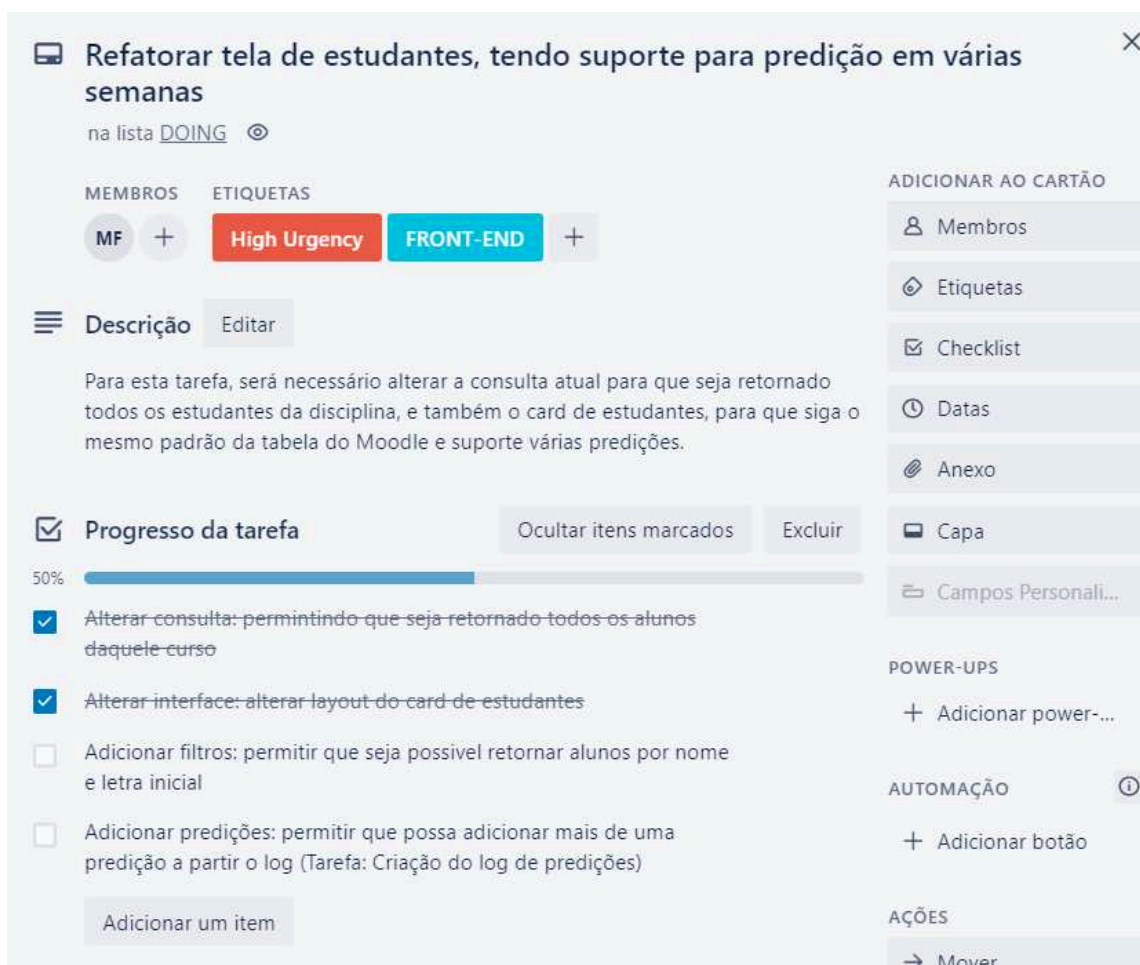 Refatorar tela de estudantes, tendo suporte para predição em várias
semanas
na lista DOING
MEMBROS ETIQUETAS
MF + High Urgency FRONT-END +
Descrição Editar
Para esta tarefa, será necessário alterar a consulta atual para que seja retornado
todos os estudantes da disciplina, e também o card de estudantes, para que siga o
mesmo padrão da tabela do Moodle e suporte várias predições.
Progresso da tarefa Ocultar itens marcados Excluir
50%
Alterar consulta: permintindo que seja retornado todos os alunos
daquele curso
Alterar interface: alterar layout do card de estudantes
Adicionar filtros: permitir que seja possivel retornar alunos por nome
e letra inicial
Adicionar predições: permitir que possa adicionar mais de uma
predição a partir o log (Tarefa: Criação do log de predições)
Adicionar um item
ADICIONAR AO CARTÃO
Membros
Etiquetas
Checklist
Datas
Anexo
Capa
Campos Personali...
POWER-UPS
+ Adicionar power-...
AUTOMAÇÃO
+ Adicionar botão
AÇÕES
→ Mover